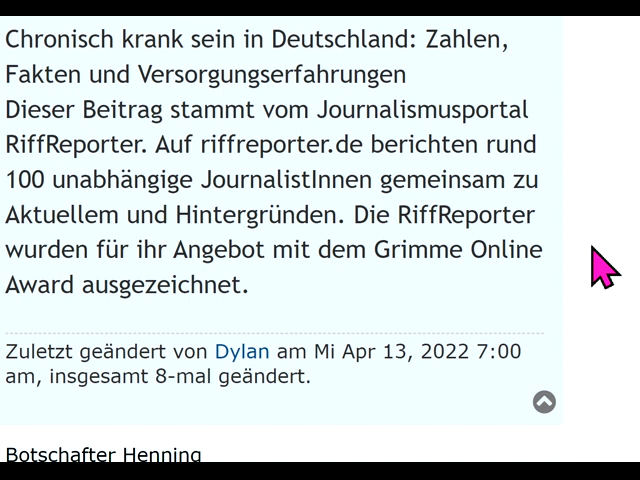 Chronisch krank sein in Deutschland: Zahlen,
Fakten und Versorgungserfahrungen
Dieser Beitrag stammt vom Journalismusportal
RiffReporter. Auf riffreporter.de berichten rund
100 unabhängige JournalistInnen gemeinsam zu
Aktuellem und Hintergründen. Die RiffReporter
wurden für ihr Angebot mit dem Grimme Online
Award ausgezeichnet.
Zuletzt geändert von Dylan am Mi Apr 13, 2022 7:00
am, insgesamt 8-mal geändert.
Botschafter Henning